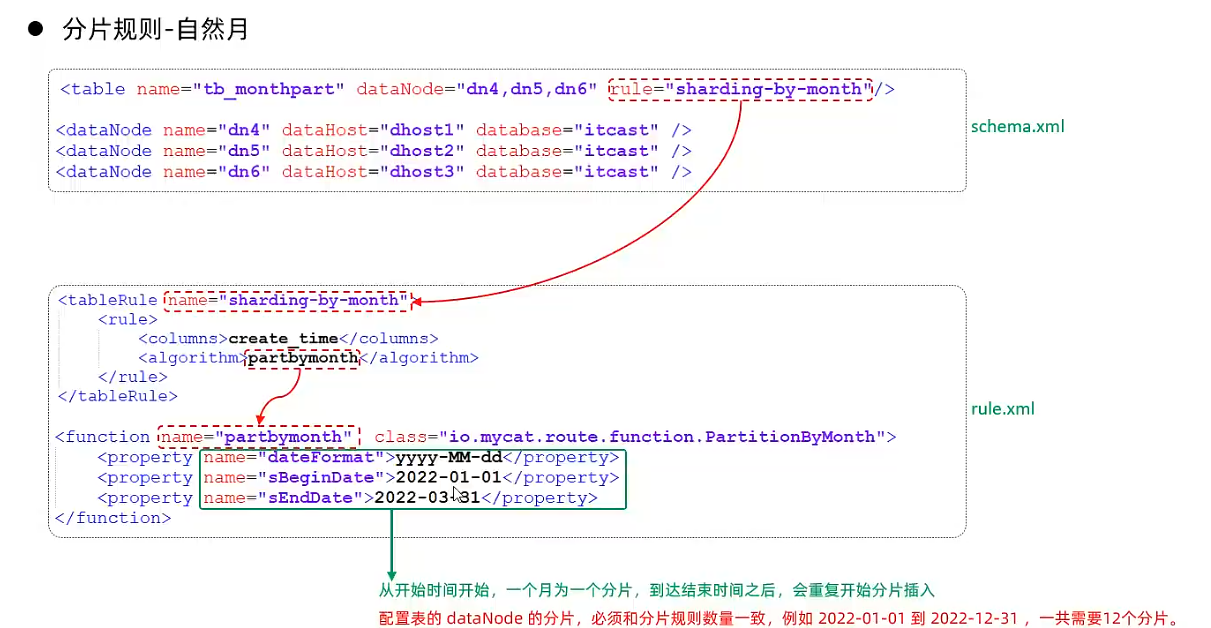 ● 分片规则-自然月
<table name="tb_monthpart" dataNode="dn4,dn5,dn6" rule="sharding-by-month"/>
<dataNode name="dn4" dataHost="dhost1" database="itcast" />
<dataNode name="dn5" dataHost="dhost2" database="itcast" />
<dataNode name="dn6" dataHost="dhost3" database="itcast" />
schema.xml
<tableRule name="sharding-by-month">
<rule>
<columns>create_time</columns>
<algorithm>partbymonth</algorithm>
</rule>
</tableRule>
<function name="partbymonth" class="io.mycat.route.function.PartitionByMonth">
<property name="dateFormat">yyyy-MM-dd</property>
<property name="sBeginDate">2022-01-01</property>
<property name="sEndDate">2022-03-31</property>
</function>
rule.xml
从开始时间开始，一个月为一个分片，到达结束时间之后，会重复开始分片插入
配置表的 dataNode 的分片，必须和分片规则数量一致，例如 2022-01-01 到 2022-12-31 ，一共需要12个分片。